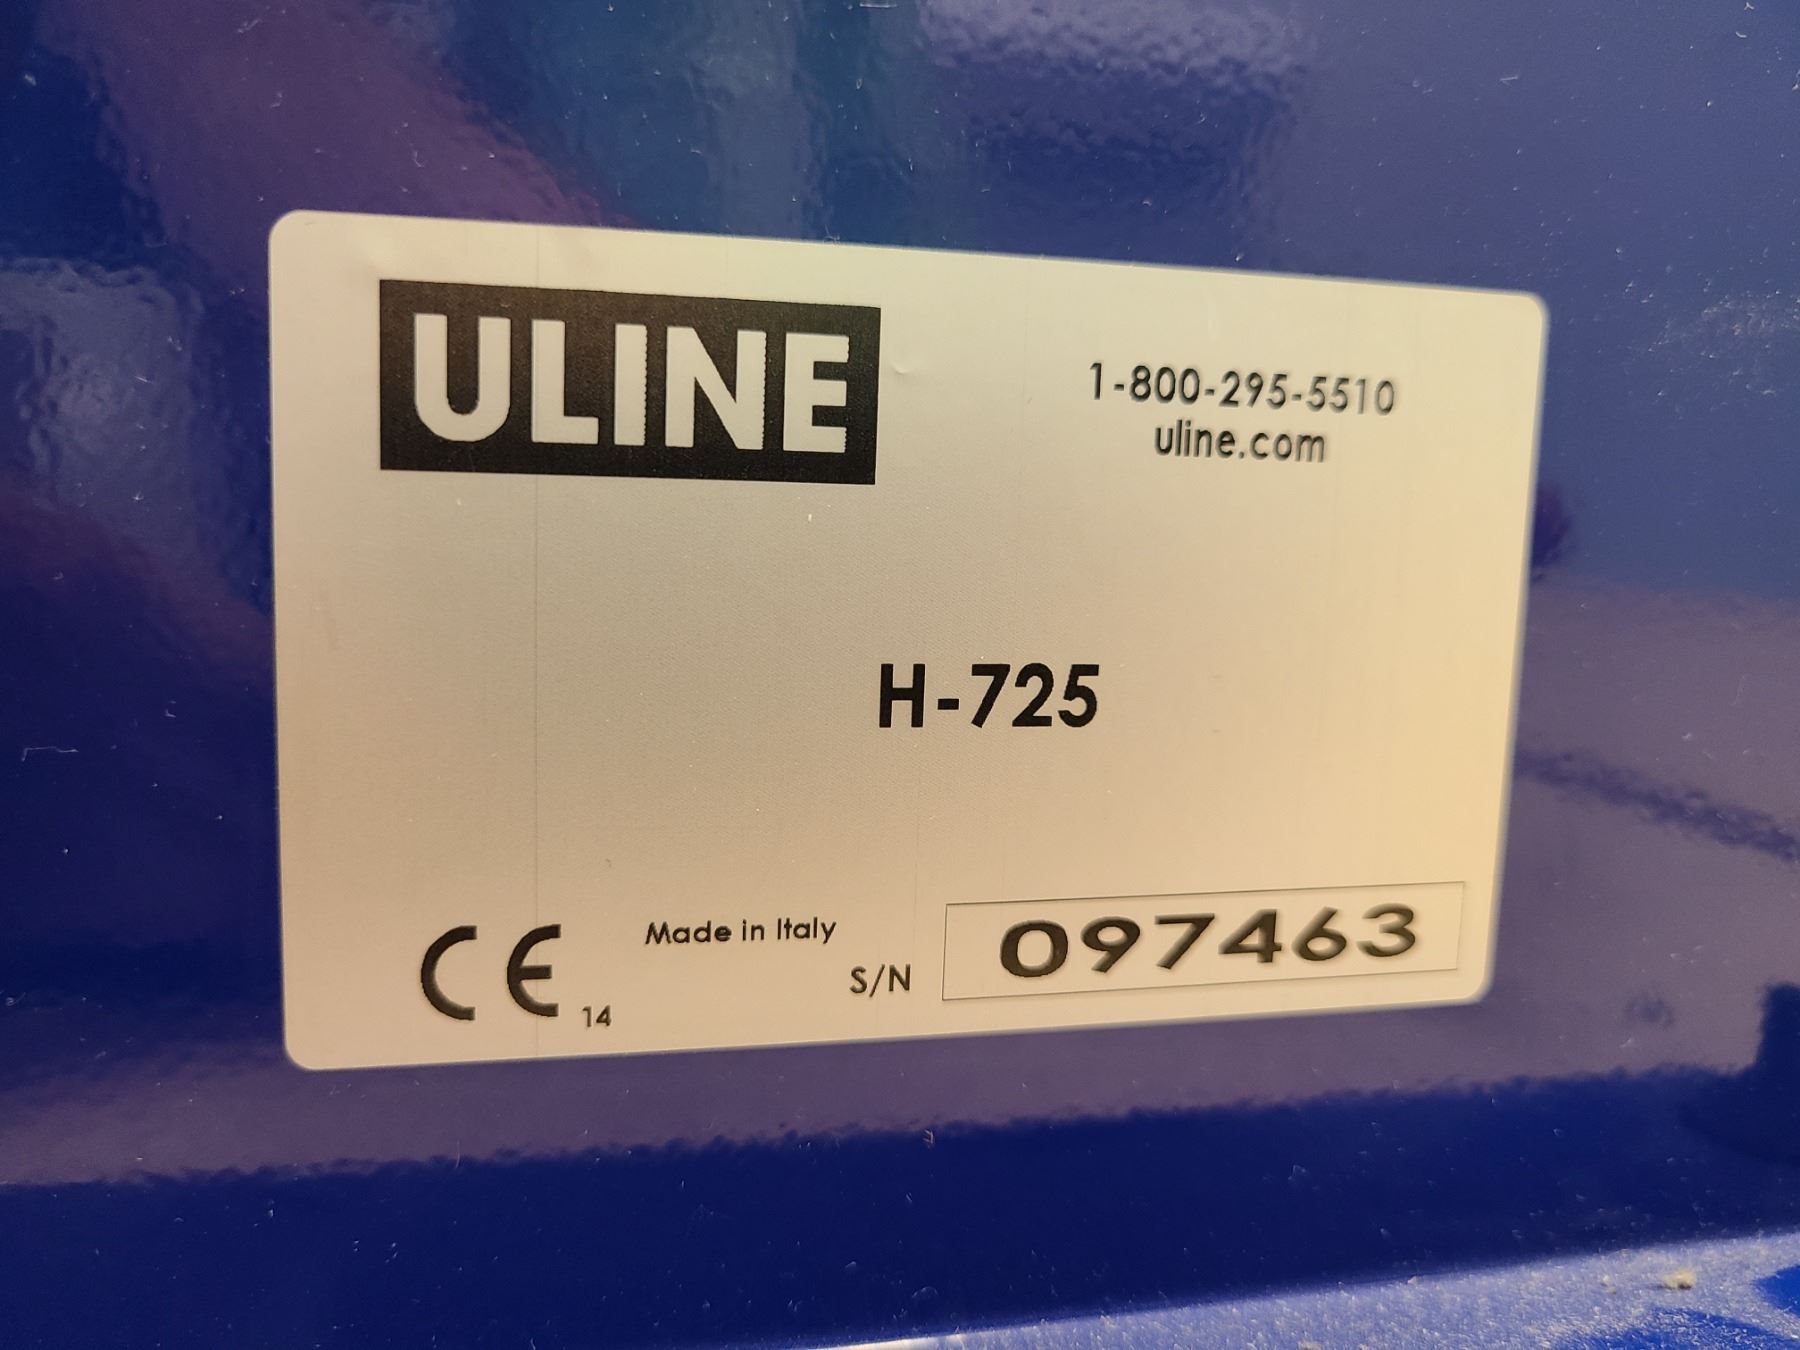 ULINE
1-800-295-5510
uline.com
H-725
CE 14
Made in Italy
S/N 097463